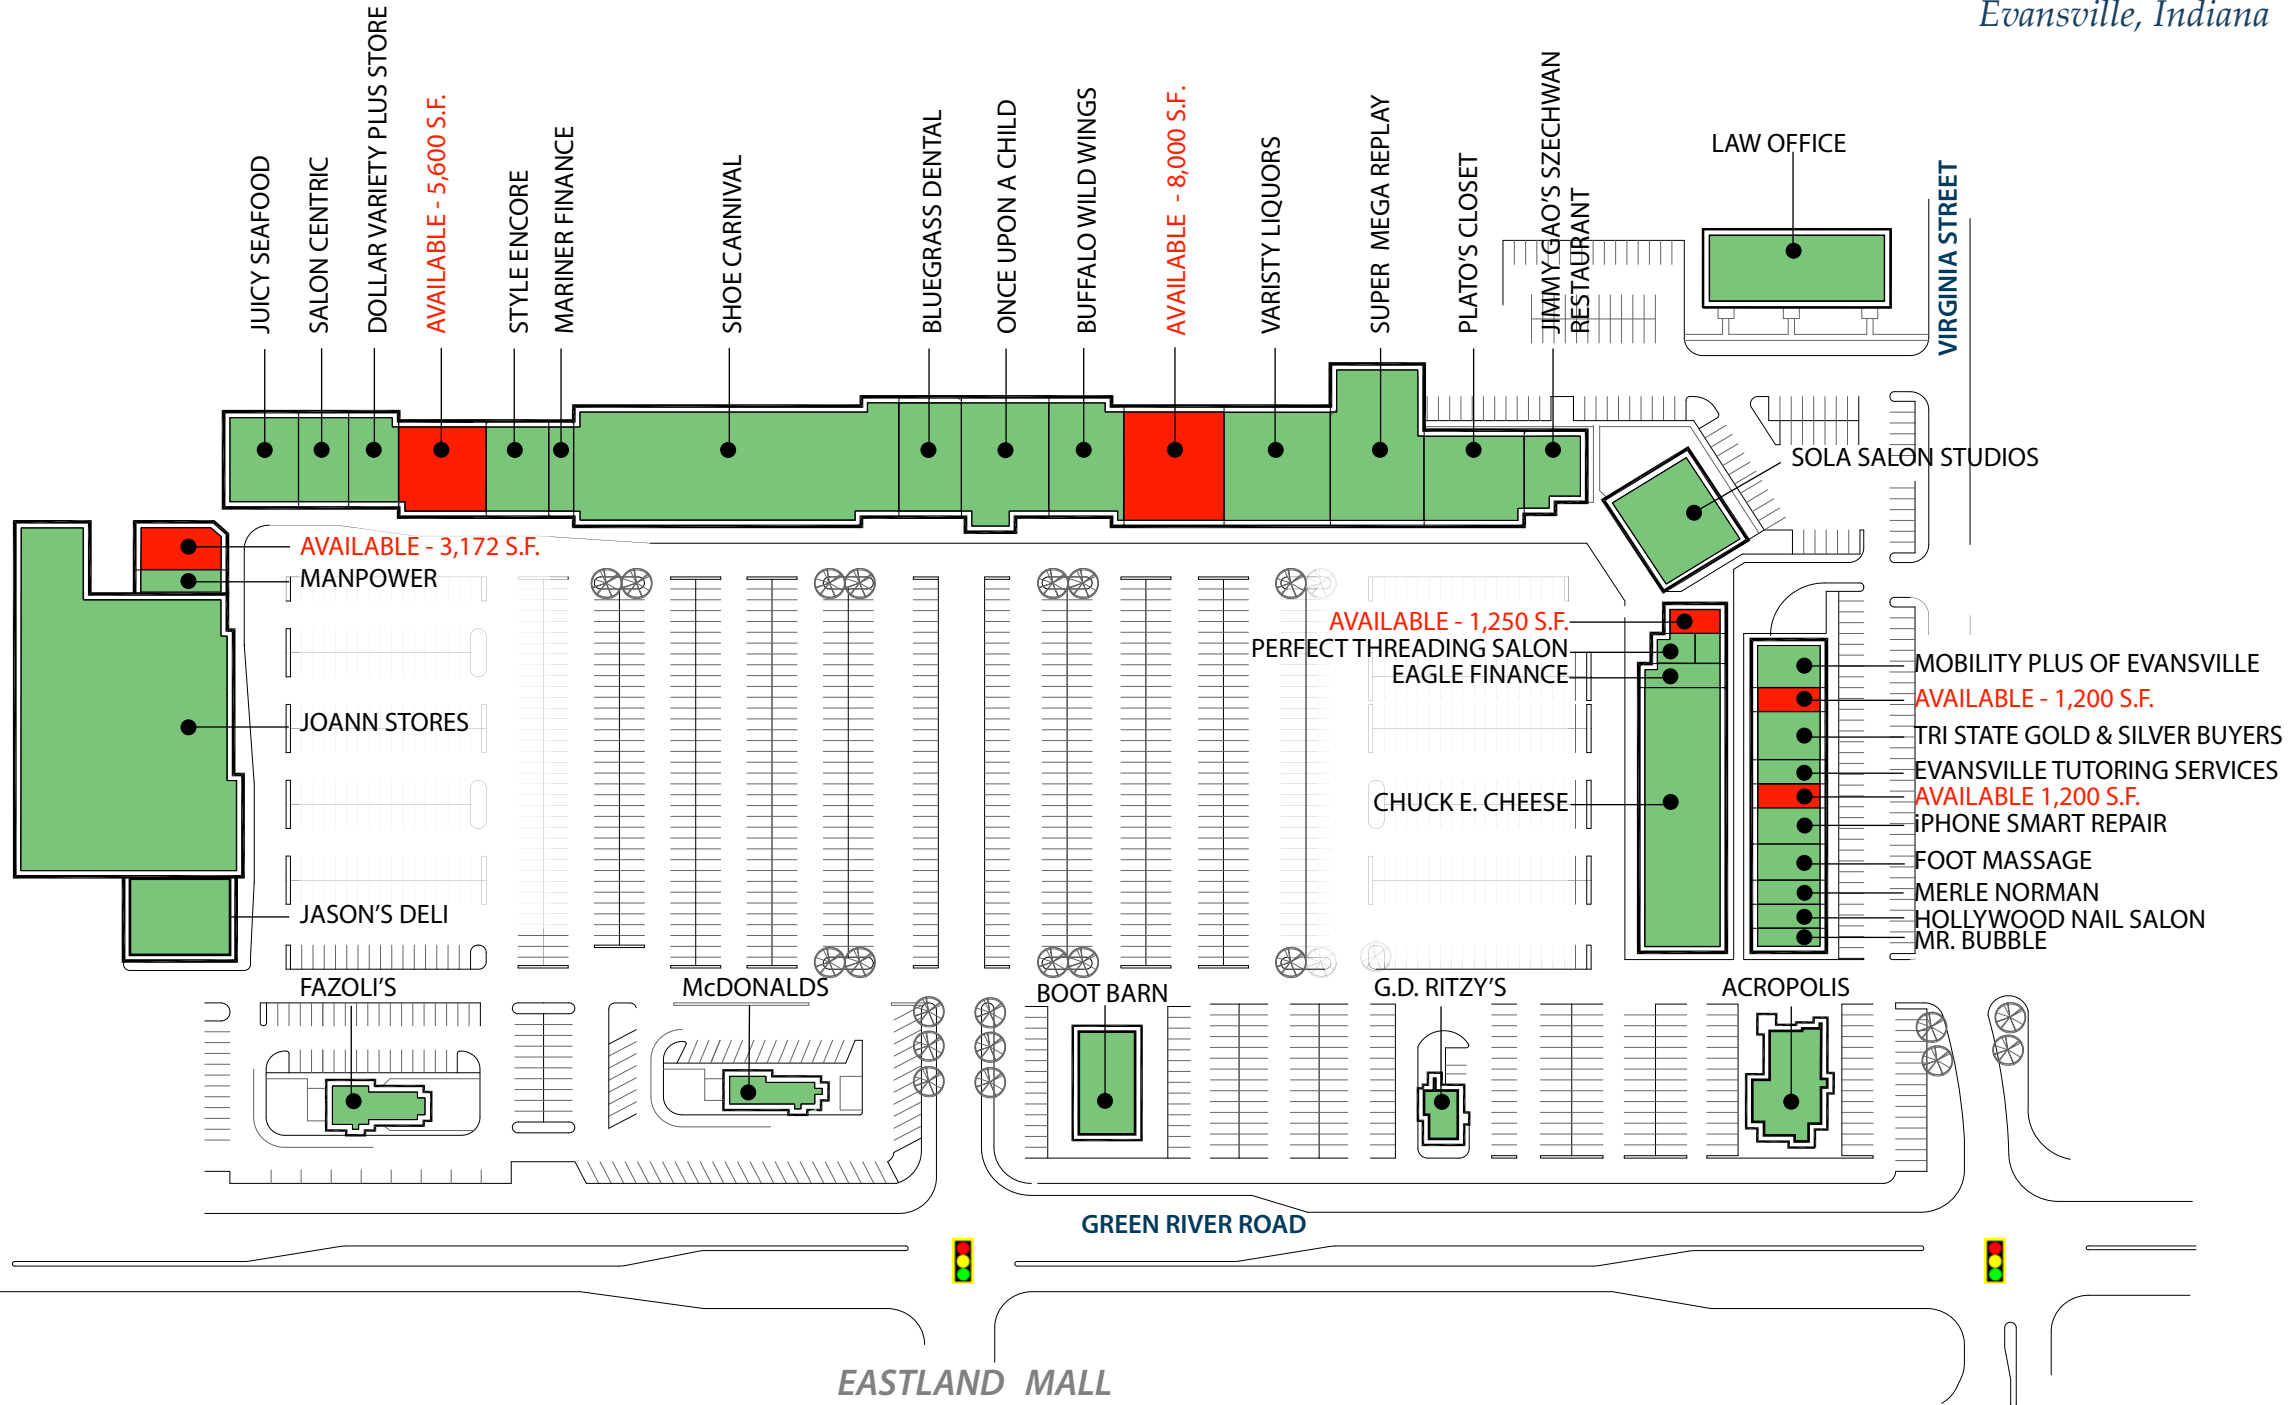 Evansville, Indiana
JUICY SEAFOOD
SALON CENTRIC
DOLLAR VARIETY PLUS STORE
AVAILABLE - 5,600 S.F.
STYLE ENCORE
MARINER FINANCE
SHOE CARNIVAL
BLUEGRASS DENTAL
ONCE UPON A CHILD
BUFFALO WILD WINGS
AVAILABLE - 8,000 S.F.
VARISTY LIQUORS
SUPER MEGA REPLAY
PLATO'S CLOSET
JIMMY GAO'S SZECHWAN
RESTAURANT
LAW OFFICE
VIRGINIA STREET
SOLA SALON STUDIOS
AVAILABLE - 3,172 S.F.
MANPOWER
JOANN STORES
JASON'S DELI
AVAILABLE - 1,250 S.F.
PERFECT THREADING SALON
EAGLE FINANCE
CHUCK E. CHEESE
MOBILITY PLUS OF EVANSVILLE
AVAILABLE - 1,200 S.F.
TRI STATE GOLD & SILVER BUYERS
EVANSVILLE TUTORING SERVICES
AVAILABLE 1,200 S.F.
iPHONE SMART REPAIR
FOOT MASSAGE
MERLE NORMAN
HOLLYWOOD NAIL SALON
MR. BUBBLE
FAZOLI'S
McDONALDS
BOOT BARN
G.D. RITZY'S
ACROPOLIS
GREEN RIVER ROAD
EASTLAND MALL